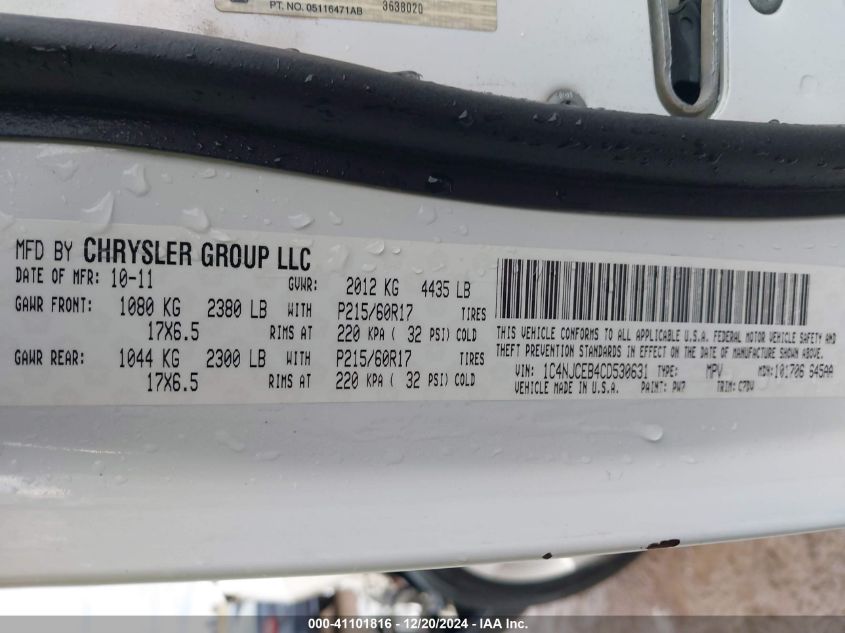 PT. NO. 05116471AB 3638020
MFD BY CHRYSLER GROUP LLC
DATE OF MFR: 10-11 GVWR: 2012 KG 4435 LB
GAWR FRONT: 1080 KG 2380 LB WITH P215/60R17 TIRES
17X6.5 RIMS AT 220 KPA ( 32 PSI) COLD
GAWR REAR: 1044 KG 2300 LB WITH P215/60R17 TIRES
17X6.5 RIMS AT 220 KPA ( 32 PSI) COLD
THIS VEHICLE CONFORMS TO ALL APPLICABLE U.S.A. FEDERAL MOTOR VEHICLE SAFETY AND
THEFT PREVENTION STANDARDS IN EFFECT ON THE DATE OF MANUFACTURE SHOWN ABOVE.
VIN: 1C4NJCEB4CD530631 TYPE: MPV MDH: 101706 645AA
VEHICLE MADE IN U.S.A. PAINT: PW7 TRIM: C7DV
000-41101816 - 12/20/2024 - IAA Inc.